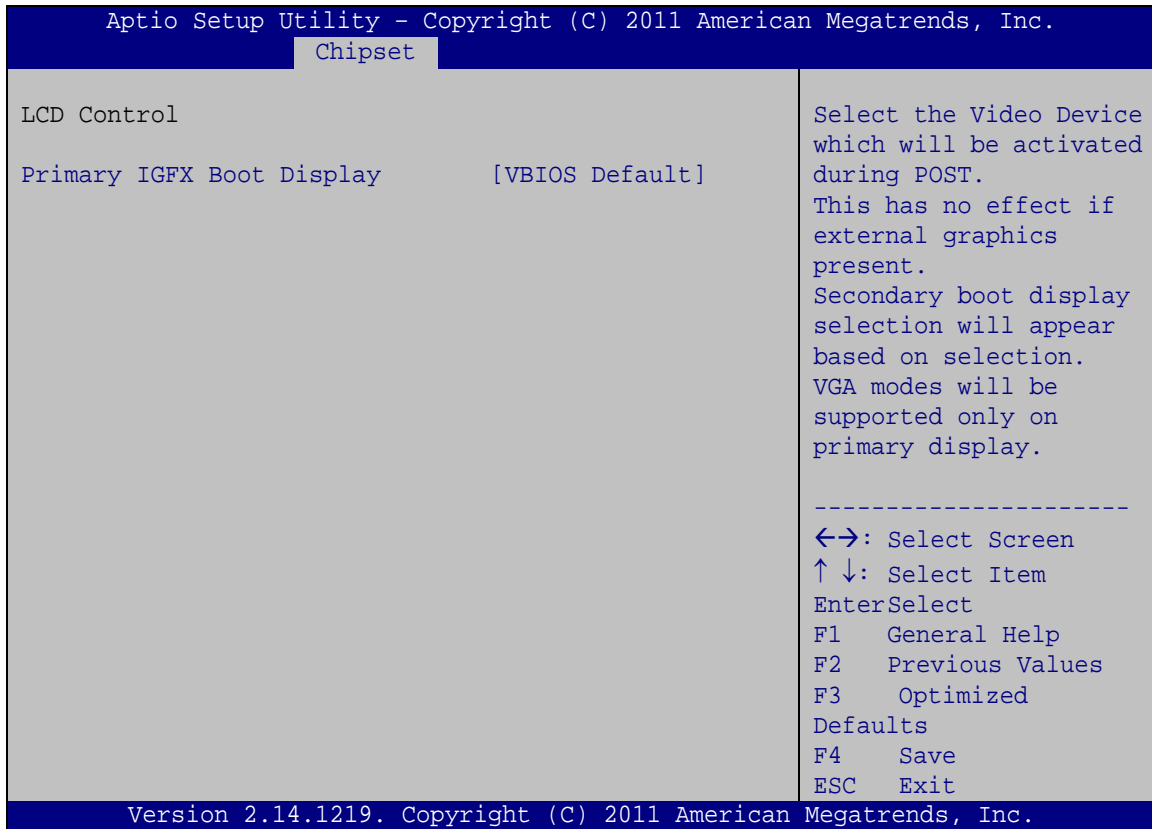 Aptio Setup Utility – Copyright (C) 2011 American Megatrends, Inc.
Chipset
LCD Control
Primary IGFX Boot Display [VBIOS Default]
Select the Video Device
which will be activated
during POST.
This has no effect if
external graphics
present.
Secondary boot display
selection will appear
based on selection.
VGA modes will be
supported only on
primary display.
----------------------
←→: Select Screen
↑ ↓: Select Item
EnterSelect
F1 General Help
F2 Previous Values
F3 Optimized
Defaults
F4 Save
ESC Exit
Version 2.14.1219. Copyright (C) 2011 American Megatrends, Inc.